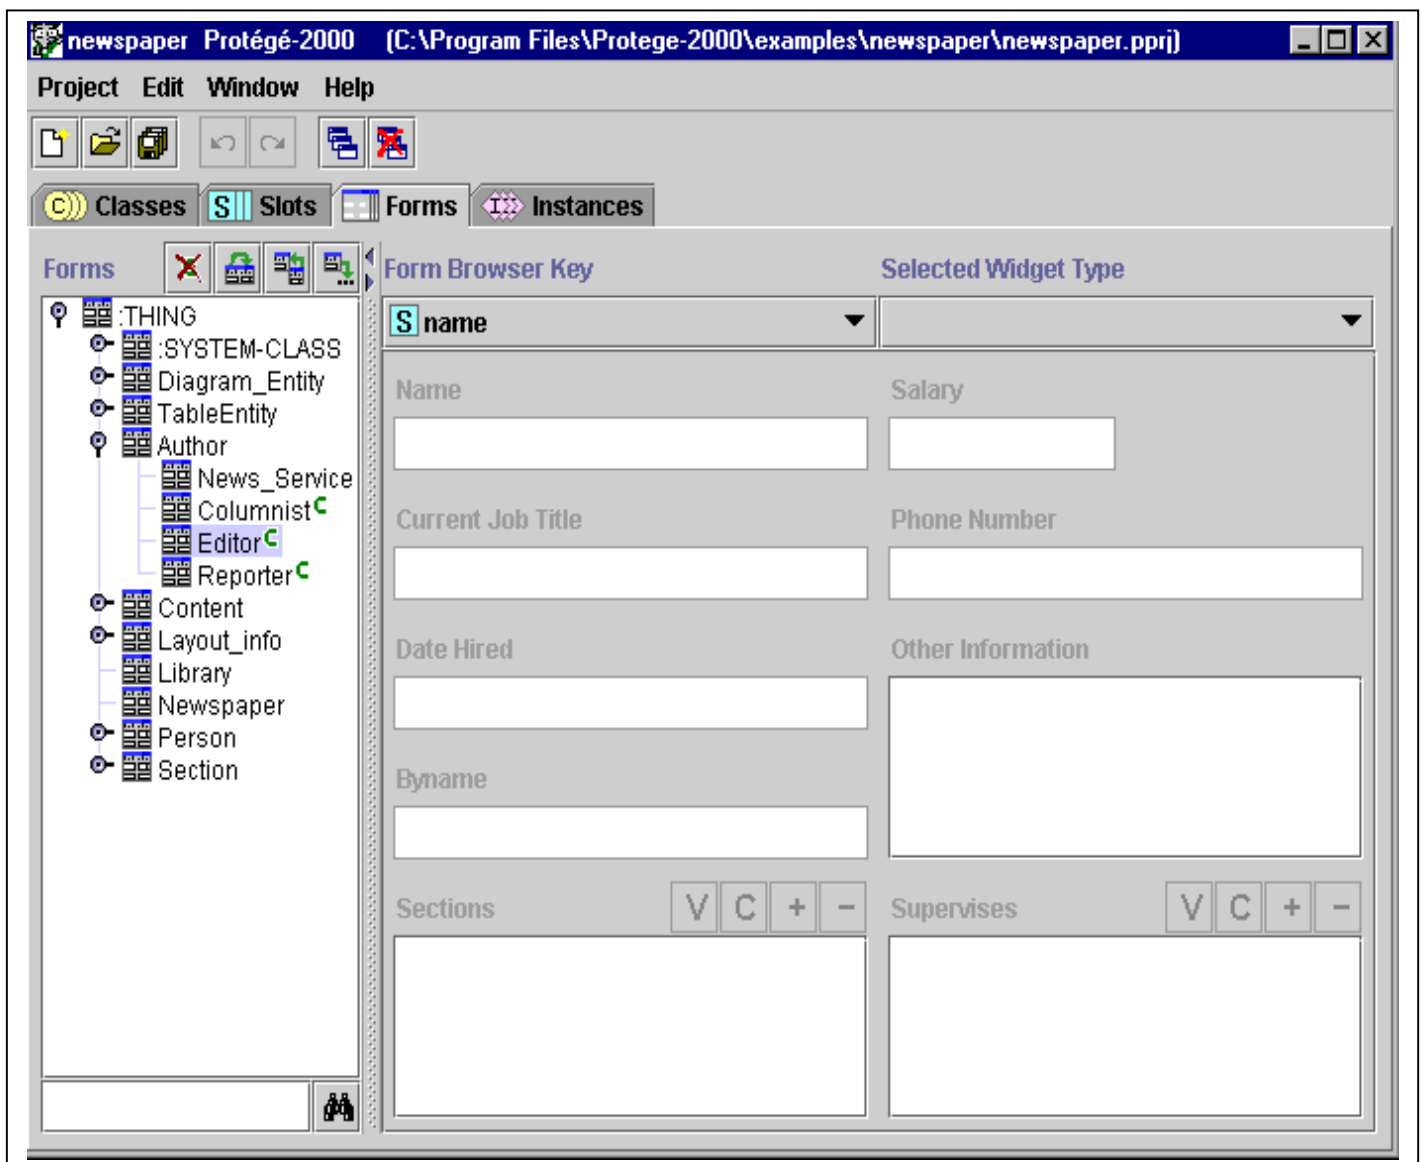 newspaper Protégé-2000 (C:\Program Files\Protege-2000\examples\newspaper\newspaper.pprj)
Project Edit Window Help
C Classes S Slots Forms I Instances
Forms
Form Browser Key
Selected Widget Type
:THING
:SYSTEM-CLASS
Diagram_Entity
TableEntity
Author
News_Service
Columnist C
Editor C
Reporter C
Content
Layout_info
Library
Newspaper
Person
Section
S name
Name
Salary
Current Job Title
Phone Number
Date Hired
Other Information
Byname
Sections V C + −
Supervises V C + −